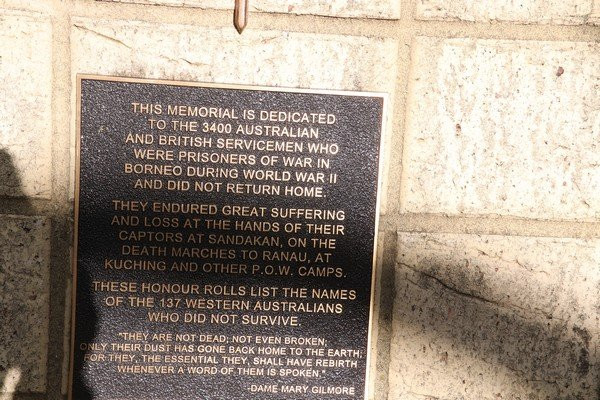 THIS MEMORIAL IS DEDICATED
TO THE 3400 AUSTRALIAN
AND BRITISH SERVICEMEN WHO
WERE PRISONERS OF WAR IN
BORNEO DURING WORLD WAR II
AND DID NOT RETURN HOME.
THEY ENDURED GREAT SUFFERING
AND LOSS AT THE HANDS OF THEIR
CAPTORS AT SANDAKAN, ON THE
DEATH MARCHES TO RANAU, AT
KUCHING AND OTHER P.O.W. CAMPS.
THESE HONOUR ROLLS LIST THE NAMES
OF THE 137 WESTERN AUSTRALIANS
WHO DID NOT SURVIVE.
"THEY ARE NOT DEAD; NOT EVEN BROKEN;
ONLY THEIR DUST HAS GONE BACK HOME TO THE EARTH;
FOR THEY, THE ESSENTIAL THEY, SHALL HAVE REBIRTH
WHENEVER A WORD OF THEM IS SPOKEN."
-DAME MARY GILMORE